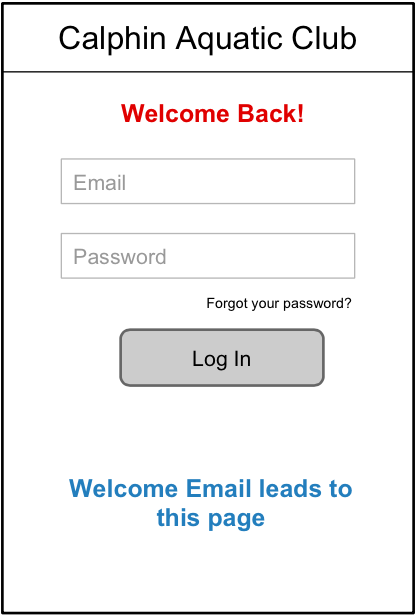 Calphin Aquatic Club
Welcome Back!
Email
Password
Forgot your password?
Log In
Welcome Email leads to
this page